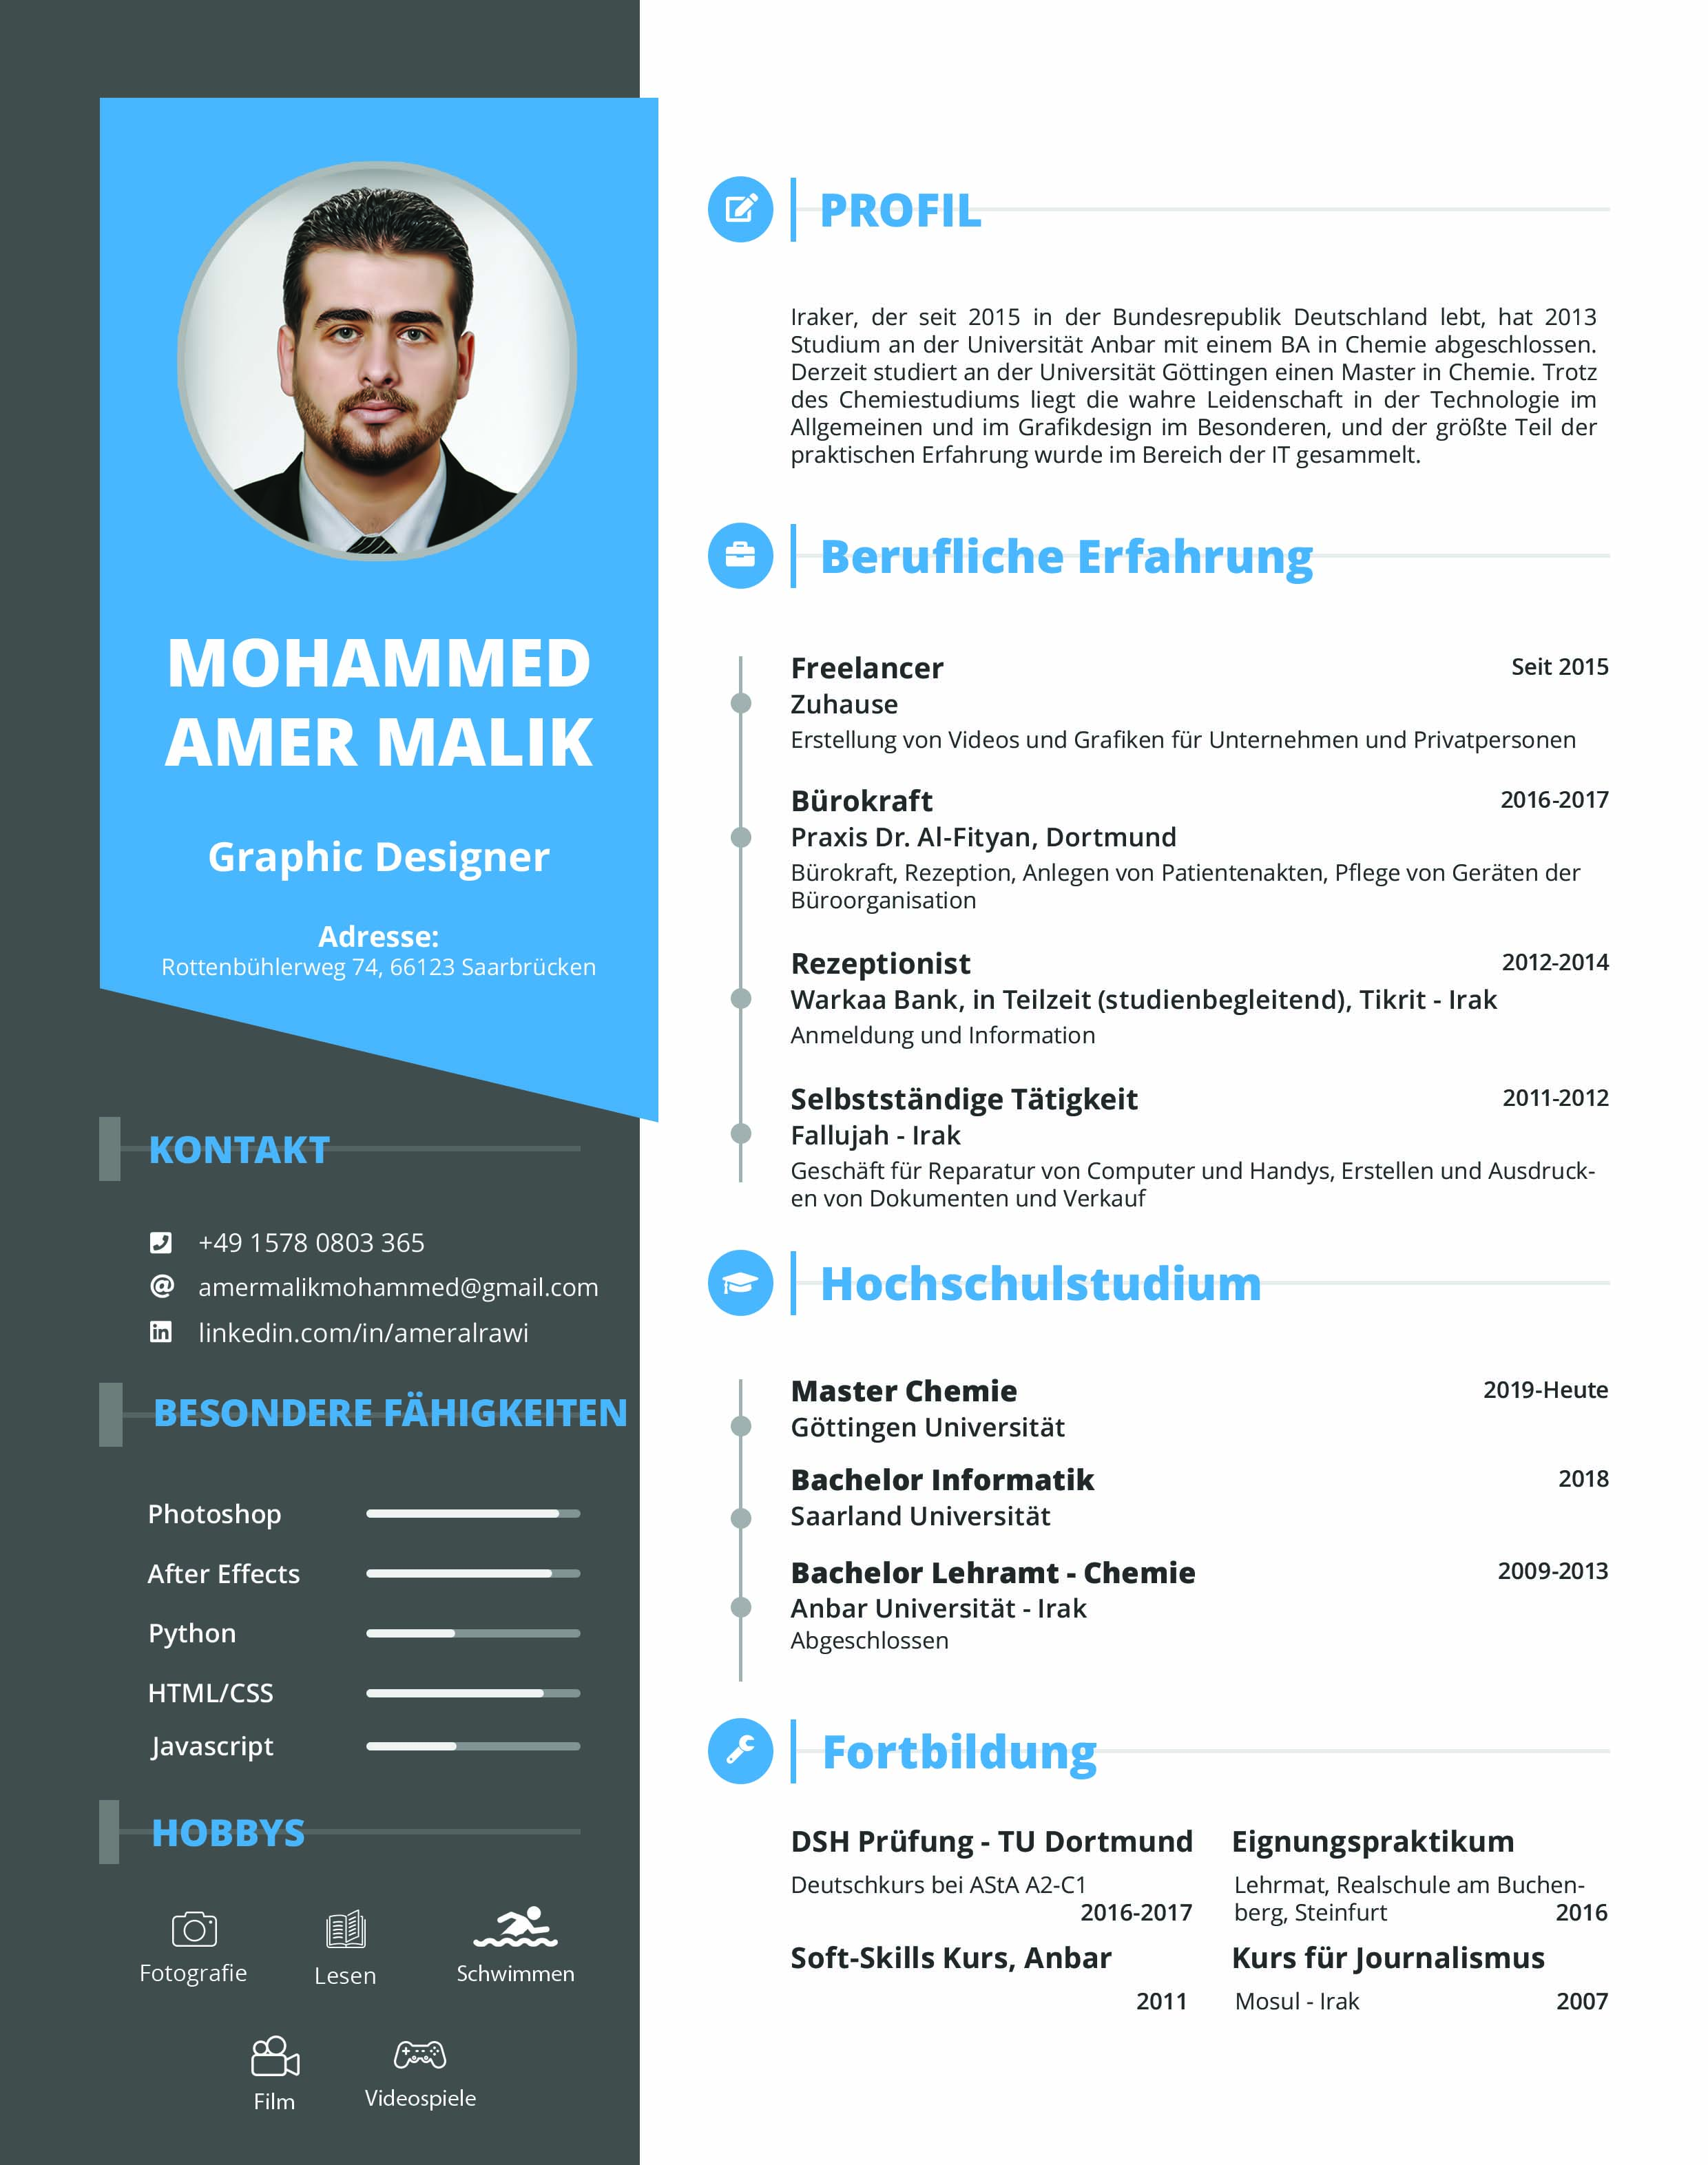 MOHAMMED
AMER MALIK
Graphic Designer
Adresse:
Rottenbühlerweg 74, 66123 Saarbrücken
KONTAKT
+49 1578 0803 365
amermalikmohammed@gmail.com
linkedin.com/in/ameralrawi
BESONDERE FÄHIGKEITEN
Photoshop
After Effects
Python
HTML/CSS
Javascript
HOBBYS
Fotografie
Lesen
Schwimmen
Film
Videospiele
PROFIL
Iraker, der seit 2015 in der Bundesrepublik Deutschland lebt, hat 2013
Studium an der Universität Anbar mit einem BA in Chemie abgeschlossen.
Derzeit studiert an der Universität Göttingen einen Master in Chemie. Trotz
des Chemiestudiums liegt die wahre Leidenschaft in der Technologie im
Allgemeinen und im Grafikdesign im Besonderen, und der größte Teil der
praktischen Erfahrung wurde im Bereich der IT gesammelt.
Berufliche Erfahrung
Freelancer Seit 2015
Zuhause
Erstellung von Videos und Grafiken für Unternehmen und Privatpersonen
Bürokraft 2016-2017
Praxis Dr. Al-Fityan, Dortmund
Bürokraft, Rezeption, Anlegen von Patientenakten, Pflege von Geräten der
Büroorganisation
Rezeptionist 2012-2014
Warkaa Bank, in Teilzeit (studienbegleitend), Tikrit - Irak
Anmeldung und Information
Selbstständige Tätigkeit 2011-2012
Fallujah - Irak
Geschäft für Reparatur von Computer und Handys, Erstellen und Ausdruck-
en von Dokumenten und Verkauf
Hochschulstudium
Master Chemie 2019-Heute
Göttingen Universität
Bachelor Informatik 2018
Saarland Universität
Bachelor Lehramt - Chemie 2009-2013
Anbar Universität - Irak
Abgeschlossen
Fortbildung
DSH Prüfung - TU Dortmund
Deutschkurs bei AStA A2-C1
2016-2017
Eignungspraktikum
Lehrmat, Realschule am Buchen-
berg, Steinfurt 2016
Soft-Skills Kurs, Anbar
2011
Kurs für Journalismus
Mosul - Irak 2007